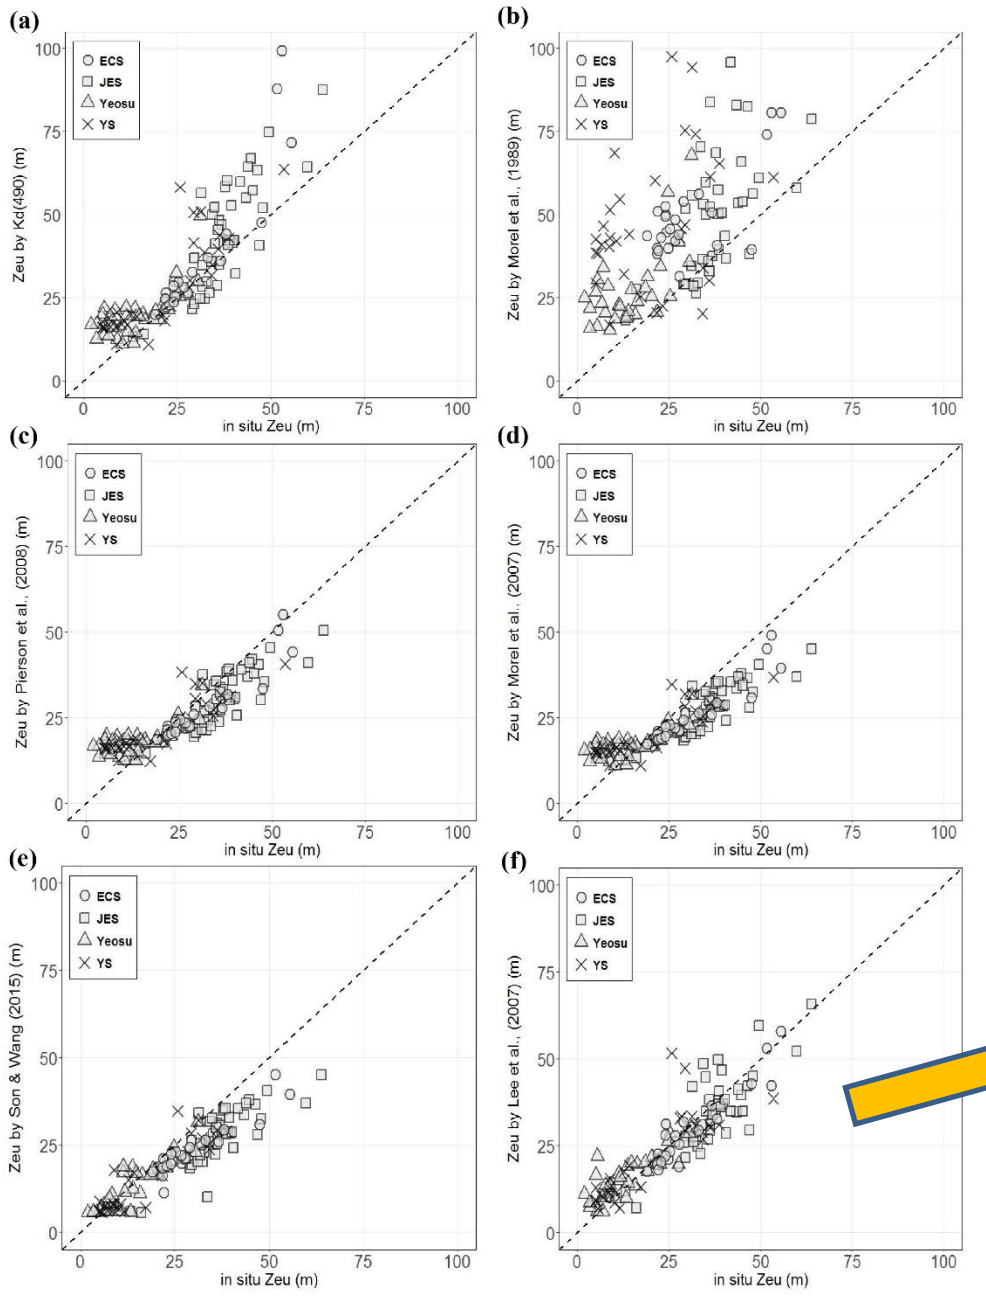 (a)
Zeu by Kd(490) (m)
100
75
50
25
0
ECS
JES
Yeosu
YS
0 25 50 75 100
in situ Zeu (m)
(b)
Zeu by Morel et al., (1989) (m)
100
75
50
25
0
ECS
JES
Yeosu
YS
0 25 50 75 100
in situ Zeu (m)
(c)
Zeu by Pierson et al., (2008) (m)
100
75
50
25
0
ECS
JES
Yeosu
YS
0 25 50 75 100
in situ Zeu (m)
(d)
Zeu by Morel et al., (2007) (m)
100
75
50
25
0
ECS
JES
Yeosu
YS
0 25 50 75 100
in situ Zeu (m)
(e)
Zeu by Son & Wang (2015) (m)
100
75
50
25
0
ECS
JES
Yeosu
YS
0 25 50 75 100
in situ Zeu (m)
(f)
Zeu by Lee et al., (2007) (m)
100
75
50
25
0
ECS
JES
Yeosu
YS
0 25 50 75 100
in situ Zeu (m)